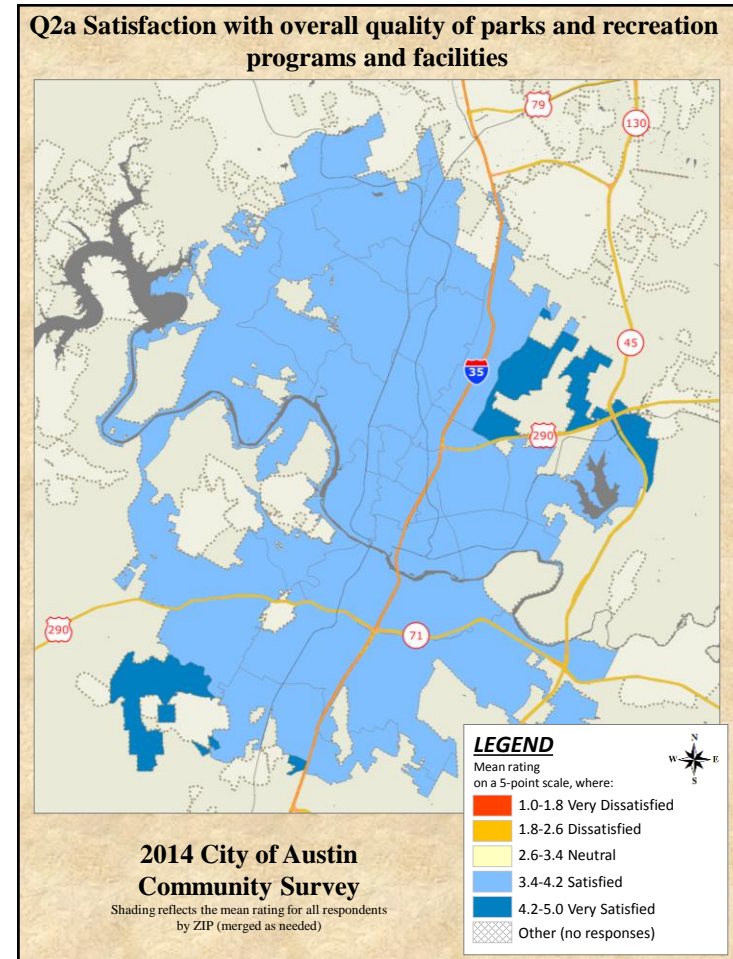 Q2a Satisfaction with overall quality of parks and recreation
programs and facilities
79
130
45
35
290
290
71
LEGEND
Mean rating
on a 5-point scale, where:
N
W E
S
1.0-1.8 Very Dissatisfied
1.8-2.6 Dissatisfied
2.6-3.4 Neutral
3.4-4.2 Satisfied
4.2-5.0 Very Satisfied
Other (no responses)
2014 City of Austin
Community Survey
Shading reflects the mean rating for all respondents
by ZIP (merged as needed)